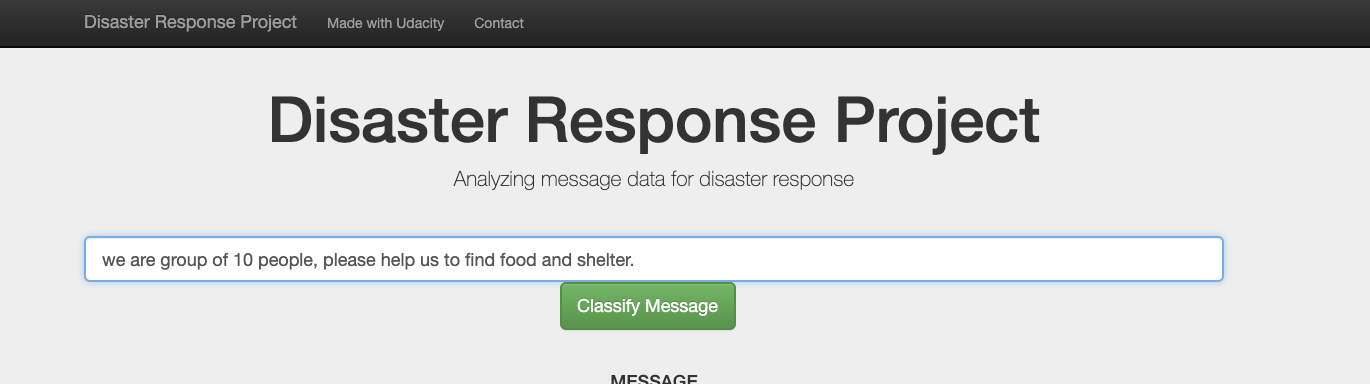 Disaster Response Project Made with Udacity Contact
Disaster Response Project
Analyzing message data for disaster response
we are group of 10 people, please help us to find food and shelter.
Classify Message
MESSAGE